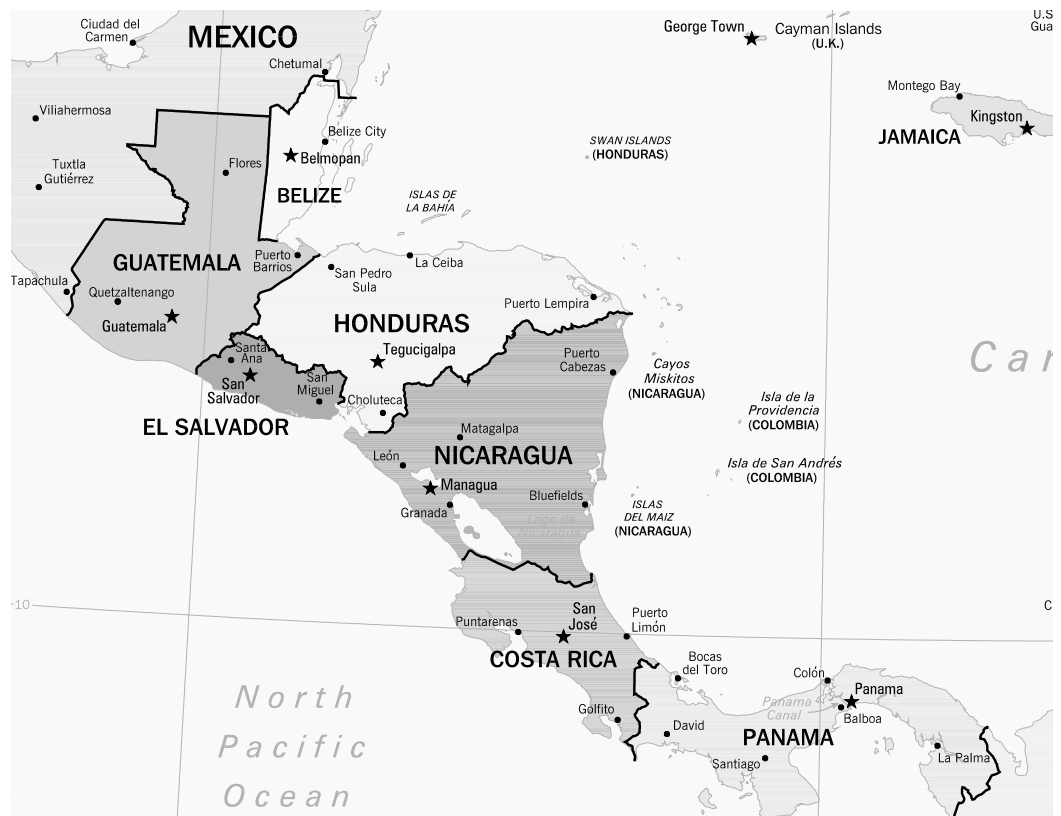 Ciudad del
Carmen
MEXICO
George Town
Cayman Islands
(U.K.)
U.S
Gua
Chetumal
Montego Bay
Kingston
JAMAICA
Viliahermosa
Belize City
Belmopan
BELIZE
SWAN ISLANDS
(HONDURAS)
Tuxtla
Gutiérrez
Flores
ISLAS DE
LA BAHÍA
GUATEMALA
Puerto
Barrios
San Pedro
Sula
La Ceiba
Tapachula
Quetzaltenango
Guatemala
Puerto Lempira
HONDURAS
Tegucigalpa
Santa
Ana
San
Salvador
San
Miguel
EL SALVADOR
Choluteca
Puerto
Cabezas
Cayos
Miskitos
(NICARAGUA)
Car
Isla de la
Providencia
(COLOMBIA)
Matagalpa
León
NICARAGUA
Isla de San Andrés
(COLOMBIA)
Managua
Granada
Bluefields
Lago de
Nicaragua
ISLAS
DEL MAIZ
(NICARAGUA)
10
C
San
José
Puntarenas
Puerto
Limón
COSTA RICA
Bocas
del Toro
Colón
Panama
Panama
Canal
Balboa
Golfito
David
PANAMA
Santiago
La Palma
North
Pacific
Ocean